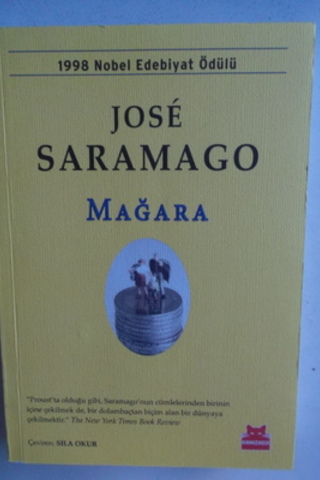 1998 Nobel Edebiyat Ödülü
JOSÉ
SARAMAGO
MAĞARA
"Proust'ta olduğu gibi, Saramago'nun cümlelerinden birinin
içine çekilmek de, bir dolambaçtan biçim alan bir dünyaya
çekilmektir." The New York Times Book Review
Çeviren: SILA OKUR
KIRMIZIKEDİ